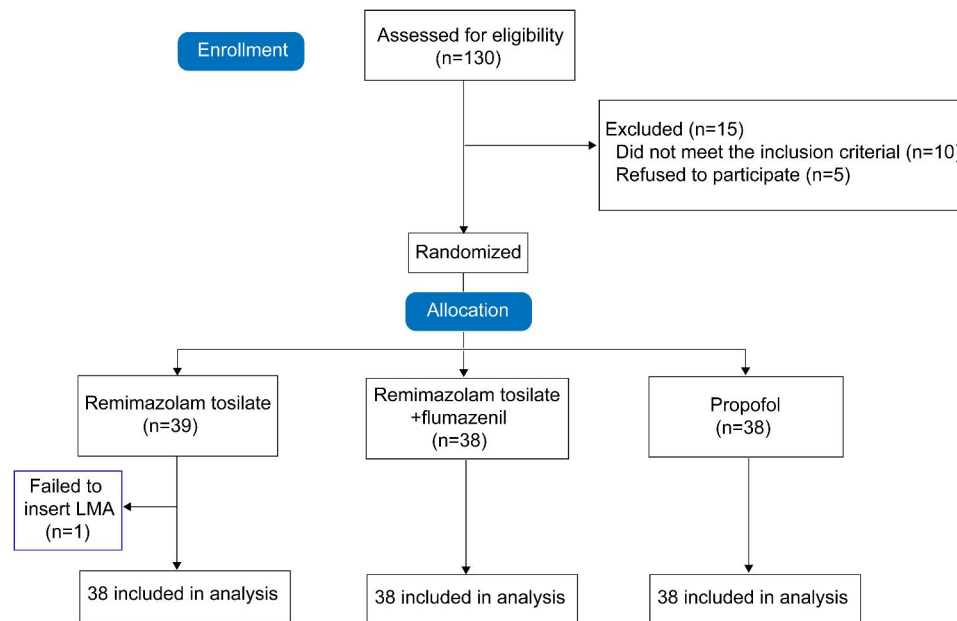 Enrollment
Assessed for eligibility
(n=130)
Excluded (n=15)
Did not meet the inclusion criterial (n=10)
Refused to participate (n=5)
Randomized
Allocation
Remimazolam tosilate
(n=39)
Remimazolam tosilate
+flumazenil
(n=38)
Propofol
(n=38)
Failed to
insert LMA
(n=1)
38 included in analysis
38 included in analysis
38 included in analysis